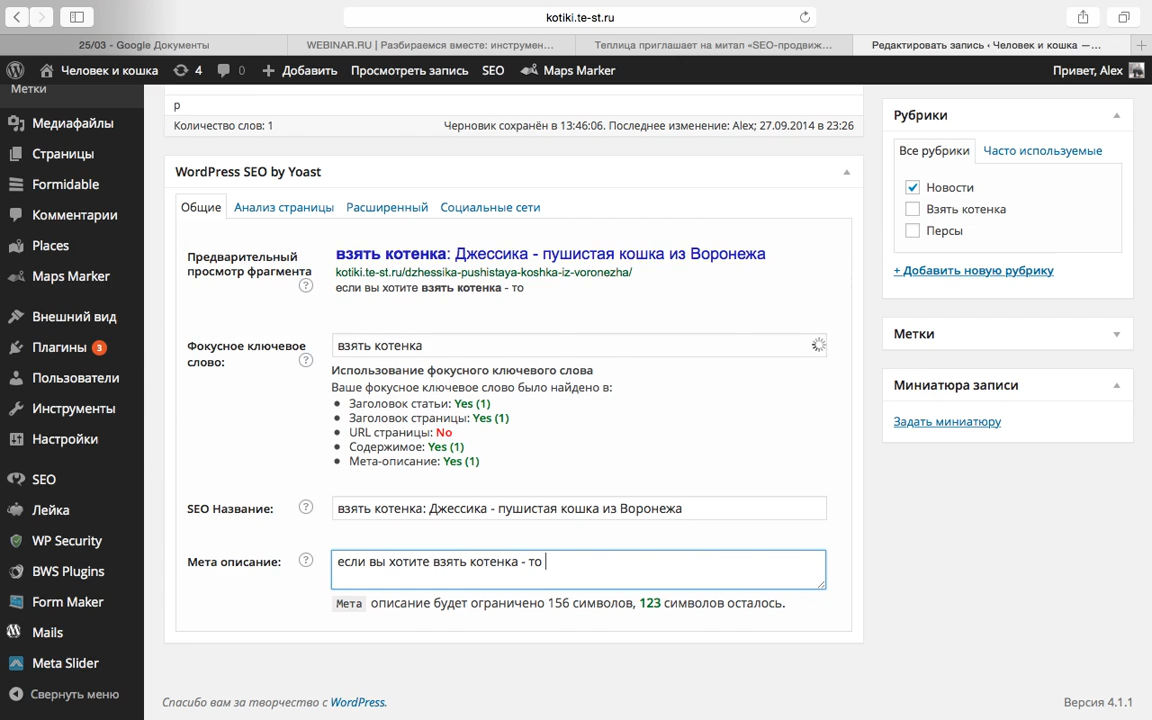 kotiki.te-st.ru
25/03 - Google Документы
WEBINAR.RU | Разбираемся вместе: инструмен...
Теплица приглашает на митап «SEO-продвиж...
Редактировать запись ‹ Человек и кошка —...
Человек и кошка
4
0
Добавить
Просмотреть запись
SEO
Maps Marker
Привет, Alex
Метки
Медиафайлы
Страницы
Formidable
Комментарии
Places
Maps Marker
Внешний вид
Плагины 3
Пользователи
Инструменты
Настройки
SEO
Лейка
WP Security
BWS Plugins
Form Maker
Mails
Meta Slider
Свернуть меню
p
Количество слов: 1
Черновик сохранён в 13:46:06. Последнее изменение: Alex; 27.09.2014 в 23:26
WordPress SEO by Yoast
Общие
Анализ страницы
Расширенный
Социальные сети
Предварительный
просмотр фрагмента
?
взять котенка: Джессика - пушистая кошка из Воронежа
kotiki.te-st.ru/dzhessika-pushistaya-koshka-iz-voronezha/
если вы хотите взять котенка - то
Фокусное ключевое
слово:
?
взять котенка
Использование фокусного ключевого слова
Ваше фокусное ключевое слово было найдено в:
Заголовок статьи: Yes (1)
Заголовок страницы: Yes (1)
URL страницы: No
Содержимое: Yes (1)
Мета-описание: Yes (1)
SEO Название:
?
взять котенка: Джессика - пушистая кошка из Воронежа
Мета описание:
?
если вы хотите взять котенка - то
Мета описание будет ограничено 156 символов, 123 символов осталось.
Рубрики
Все рубрики
Часто используемые
Новости
Взять котенка
Персы
+ Добавить новую рубрику
Метки
Миниатюра записи
Задать миниатюру
Спасибо вам за творчество с WordPress.
Версия 4.1.1